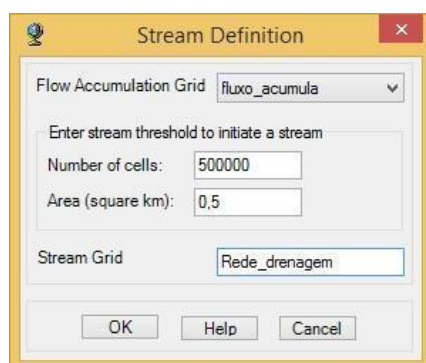 Stream Definition
Flow Accumulation Grid fluxo_acumula
Enter stream threshold to initiate a stream
Number of cells: 500000
Area (square km): 0,5
Stream Grid Rede_drenagem
OK Help Cancel